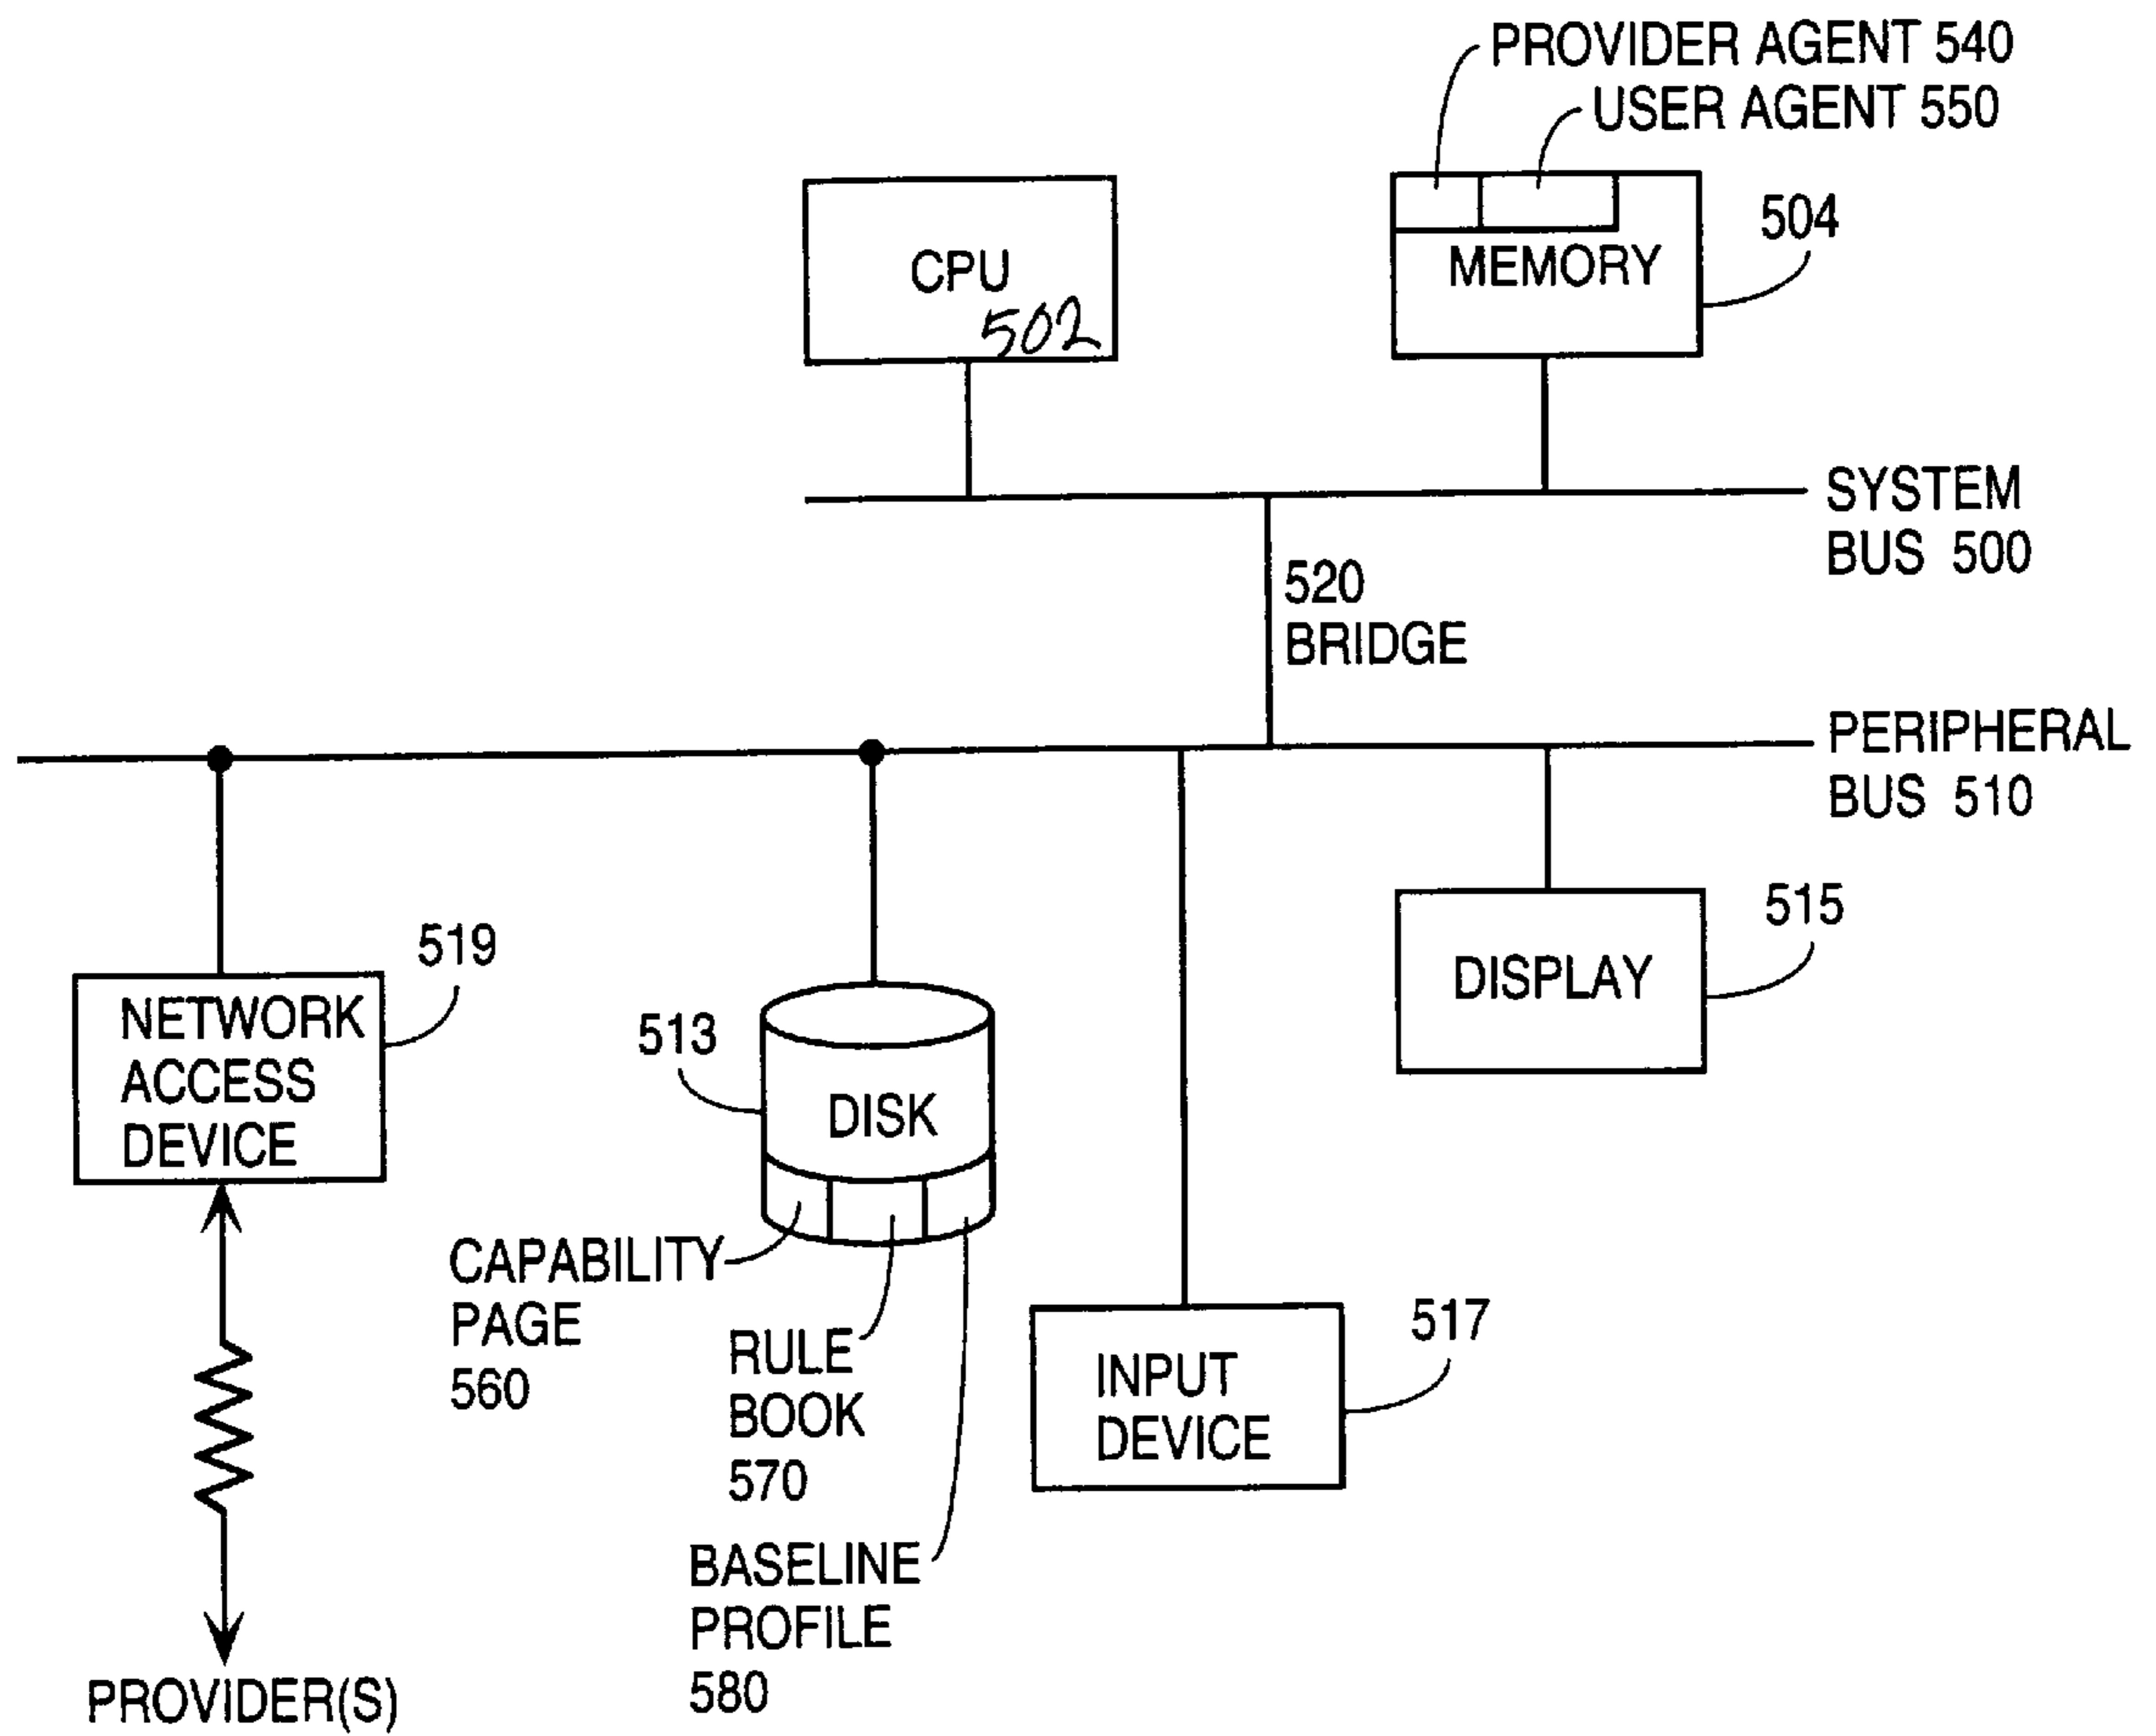 PROVIDER AGENT 540
USER AGENT 550
CPU
502
MEMORY
504
SYSTEM
BUS 500
520
BRIDGE
PERIPHERAL
BUS 510
519
NETWORK
ACCESS
DEVICE
513
DISK
515
DISPLAY
CAPABILITY
PAGE
560
RULE
BOOK
570
517
INPUT
DEVICE
BASELINE
PROFILE
580
PROVIDER(S)